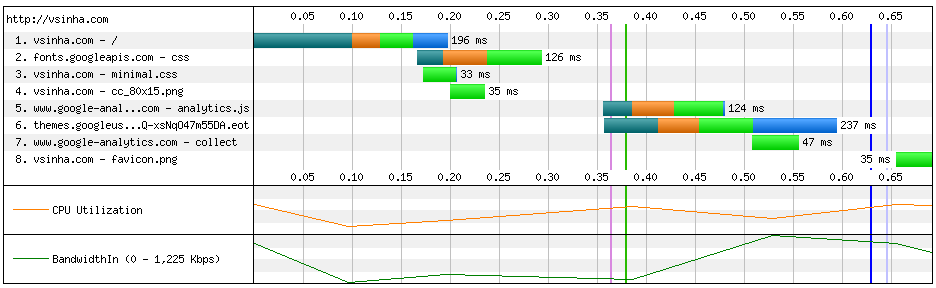 http://vsinha.com
0.05 0.10 0.15 0.20 0.25 0.30 0.35 0.40 0.45 0.50 0.55 0.60 0.65
1. vsinha.com - / 196 ms
2. fonts.googleapis.com - css 126 ms
3. vsinha.com - minimal.css 33 ms
4. vsinha.com - cc_80x15.png 35 ms
5. www.google-anal...com - analytics.js 124 ms
6. themes.googleus...Q-xsNqO47m55DA.eot 237 ms
7. www.google-analytics.com - collect 47 ms
8. vsinha.com - favicon.png 35 ms
0.05 0.10 0.15 0.20 0.25 0.30 0.35 0.40 0.45 0.50 0.55 0.60 0.65
CPU Utilization
BandwidthIn (0 - 1,225 Kbps)